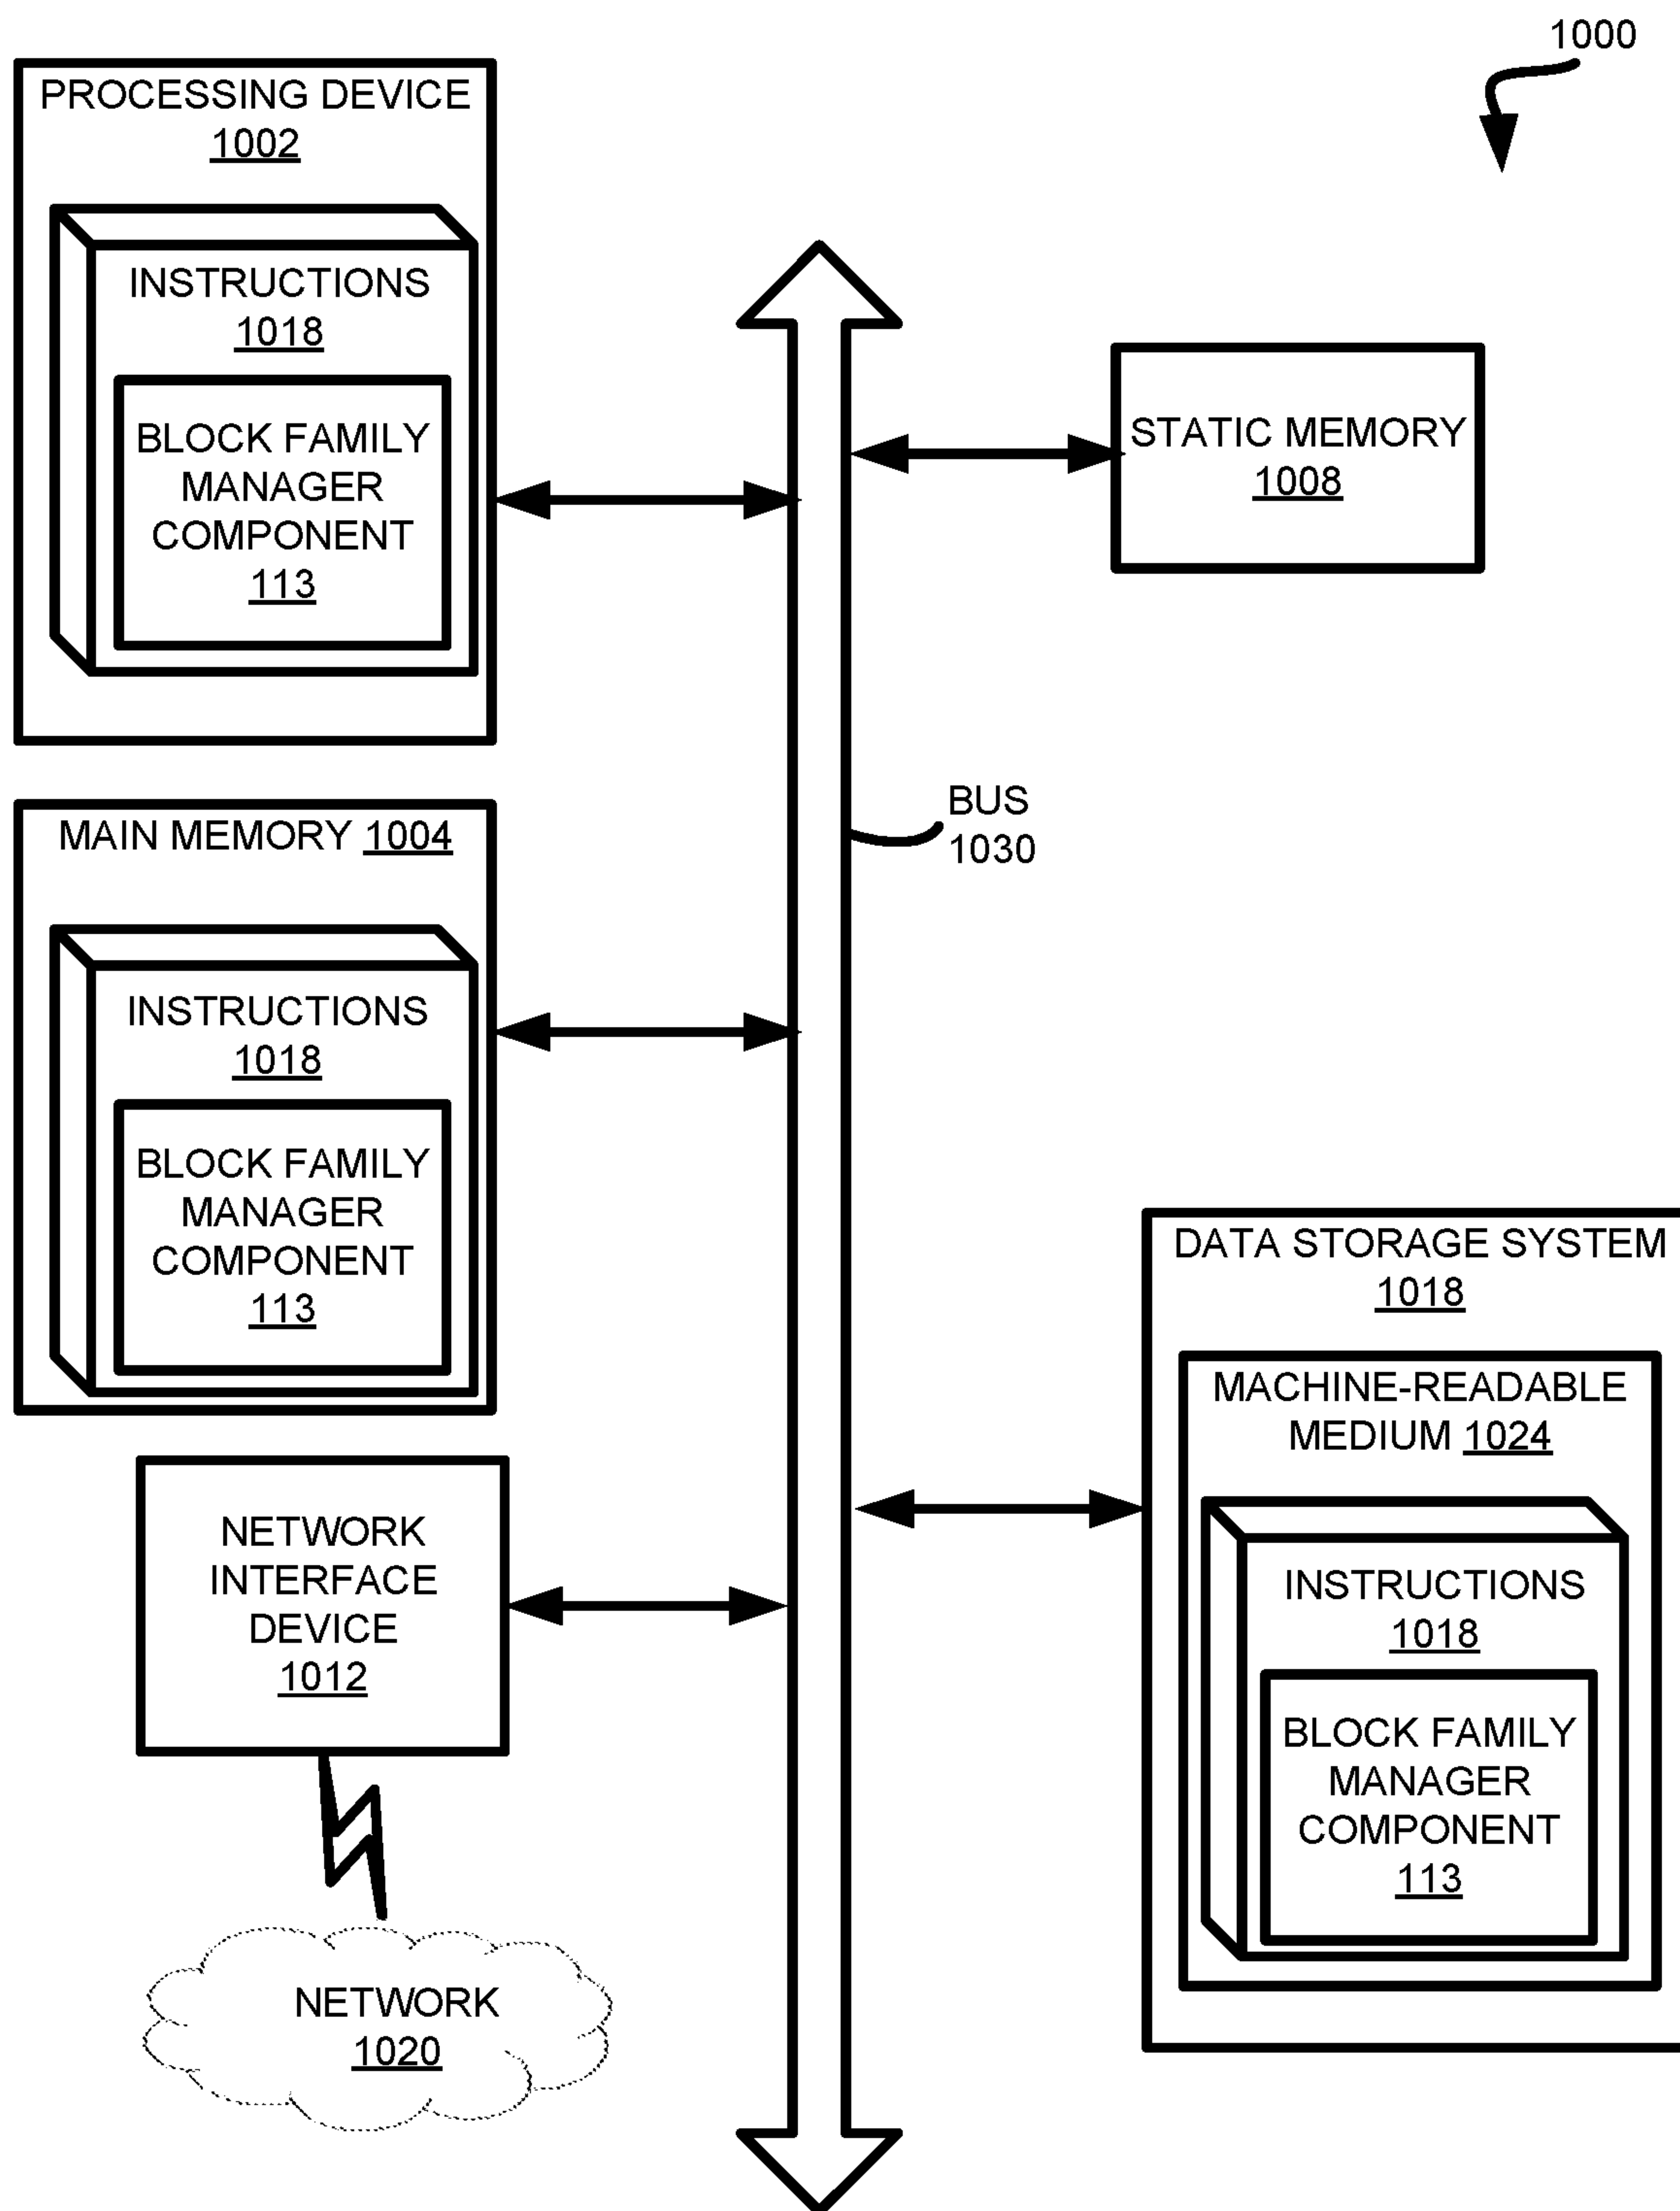 1000
PROCESSING DEVICE
1002
INSTRUCTIONS
1018
BLOCK FAMILY
MANAGER
COMPONENT
113
STATIC MEMORY
1008
BUS
1030
MAIN MEMORY 1004
INSTRUCTIONS
1018
BLOCK FAMILY
MANAGER
COMPONENT
113
DATA STORAGE SYSTEM
1018
MACHINE-READABLE
MEDIUM 1024
INSTRUCTIONS
1018
BLOCK FAMILY
MANAGER
COMPONENT
113
NETWORK
INTERFACE
DEVICE
1012
NETWORK
1020